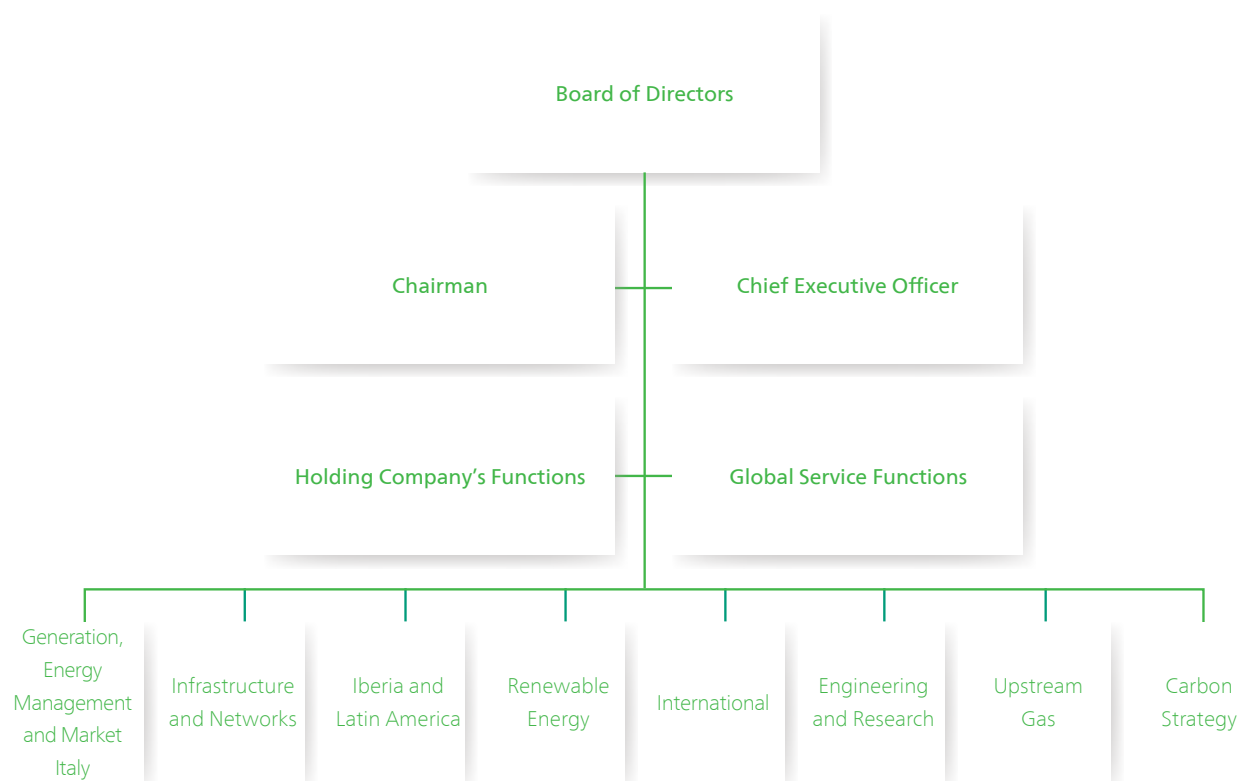 Board of Directors
Chairman
Chief Executive Officer
Holding Company's Functions
Global Service Functions
Generation,
Energy
Management
and Market
Italy
Infrastructure
and Networks
Iberia and
Latin America
Renewable
Energy
International
Engineering
and Research
Upstream
Gas
Carbon
Strategy